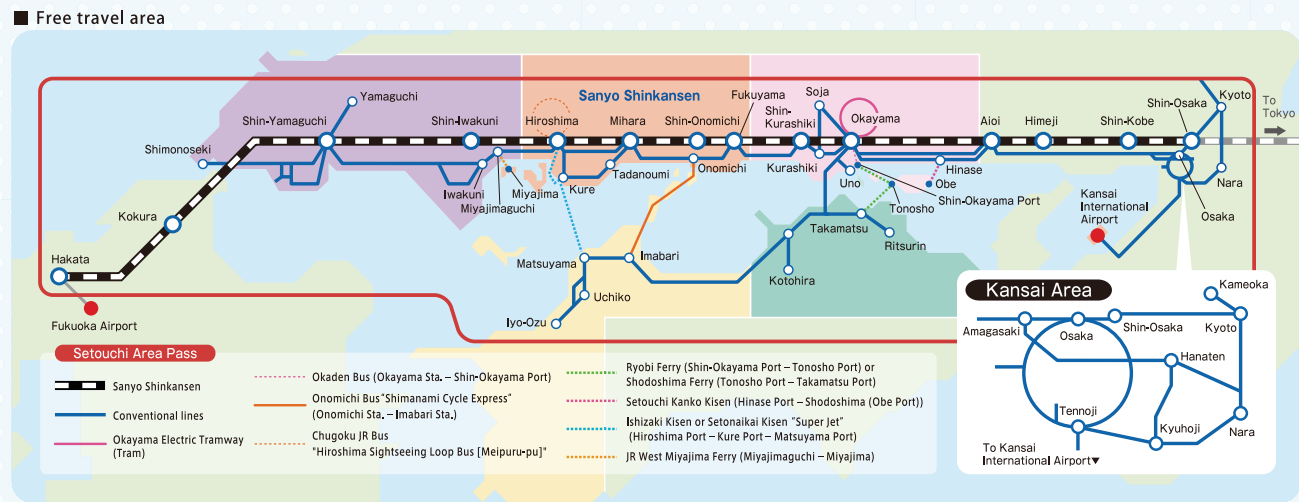 ■ Free travel area
Sanyo Shinkansen
Yamaguchi
Shin-Yamaguchi
Shin-Iwakuni
Hiroshima
Mihara
Shin-Onomichi
Fukuyama
Shin-
Kurashiki
Soja
Okayama
Aioi
Himeji
Shin-Kobe
Shin-Osaka
Kyoto
To
Tokyo
Shimonoseki
Kokura
Hakata
Fukuoka Airport
Iwakuni
Miyajimaguchi
Miyajima
Kure
Tadanoumi
Onomichi
Kurashiki
Uno
Hinase
Obe
Shin-Okayama Port
Tonosho
Takamatsu
Ritsurin
Kotohira
Matsuyama
Imabari
Uchiko
Iyo-Ozu
Nara
Osaka
Kansai
International
Airport
Setouchi Area Pass
Sanyo Shinkansen
Conventional lines
Okayama Electric Tramway
(Tram)
Okaden Bus (Okayama Sta. – Shin-Okayama Port)
Onomichi Bus"Shimanami Cycle Express"
(Onomichi Sta. – Imabari Sta.)
Chugoku JR Bus
"Hiroshima Sightseeing Loop Bus [Meipuru-pu]"
Ryobi Ferry (Shin-Okayama Port – Tonosho Port) or
Shodoshima Ferry (Tonosho Port – Takamatsu Port)
Setouchi Kanko Kisen (Hinase Port – Shodoshima (Obe Port))
Ishizaki Kisen or Setonaikai Kisen "Super Jet"
(Hiroshima Port – Kure Port – Matsuyama Port)
JR West Miyajima Ferry (Miyajimaguchi – Miyajima)
Kansai Area
Kameoka
Amagasaki
Osaka
Shin-Osaka
Kyoto
Hanaten
Tennoji
Kyuhoji
Nara
To Kansai
International Airport▼